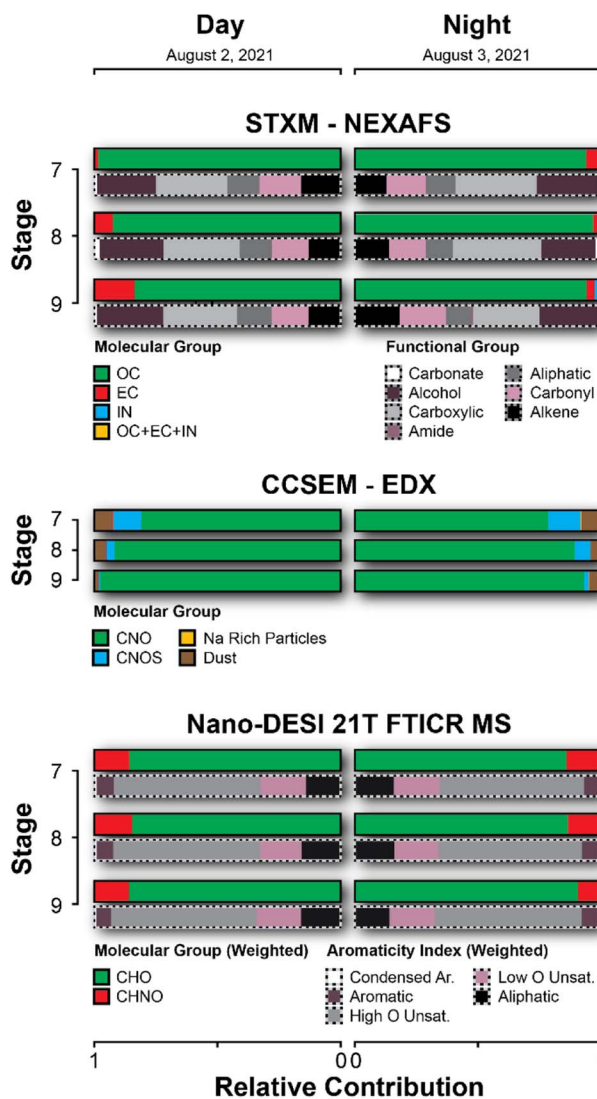 Day Night
August 2, 2021 August 3, 2021
STXM - NEXAFS
Stage
7
8
9
Molecular Group
OC
EC
IN
OC+EC+IN
Functional Group
Carbonate Aliphatic
Alcohol Carbonyl
Carboxylic Alkene
Amide
CCSEM - EDX
Stage
7
8
9
Molecular Group
CNO Na Rich Particles
CNOS Dust
Nano-DESI 21T FTICR MS
Stage
7
8
9
Molecular Group (Weighted)
CHO
CHNO
Aromaticity Index (Weighted)
Condensed Ar. Low O Unsat.
Aromatic Aliphatic
High O Unsat.
1 0 0
Relative Contribution